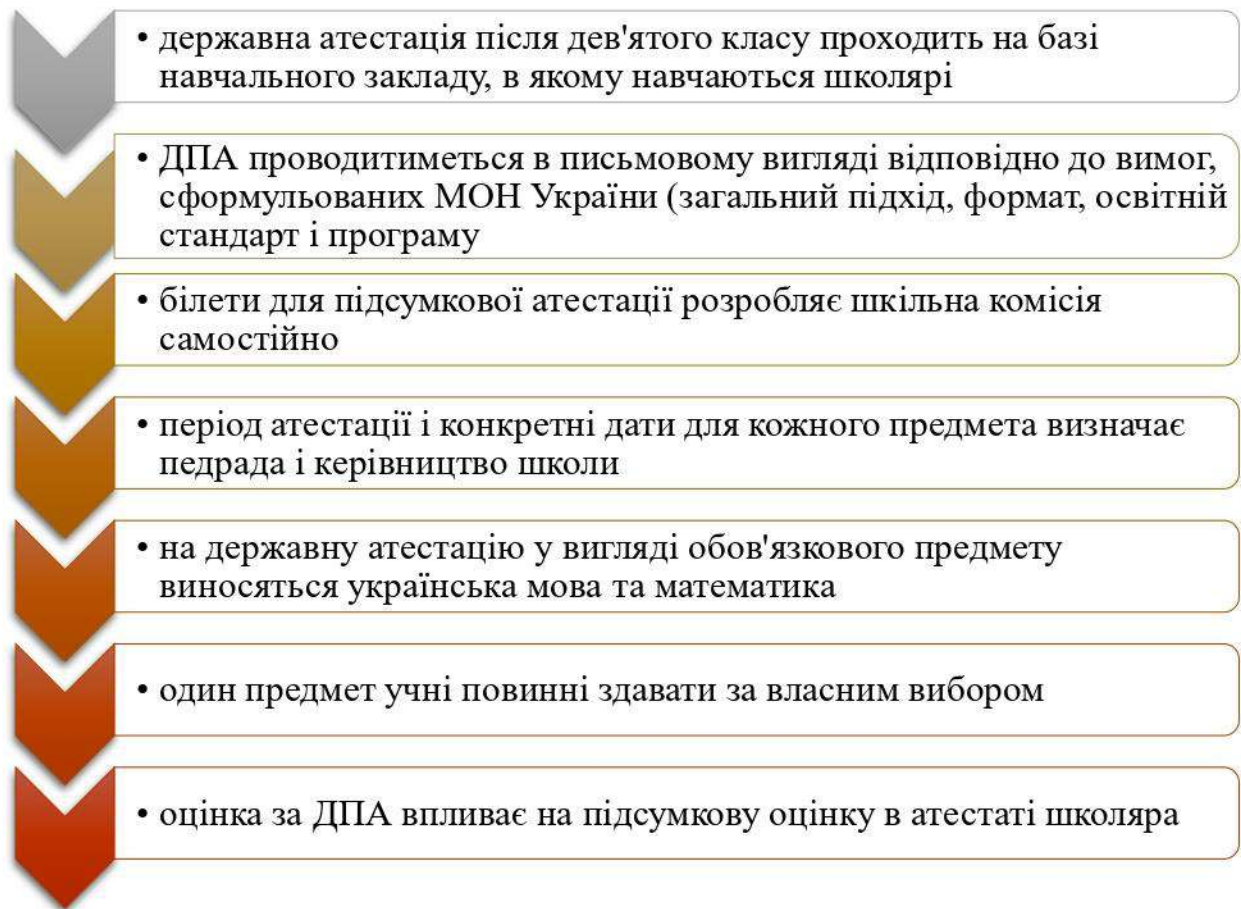 • державна атестація після дев'ятого класу проходить на базі
навчального закладу, в якому навчаються школярі
• ДПА проводитиметься в письмовому вигляді відповідно до вимог,
сформульованих МОН України (загальний підхід, формат, освітній
стандарт і програму
• білети для підсумкової атестації розробляє шкільна комісія
самостійно
• період атестації і конкретні дати для кожного предмета визначає
педрада і керівництво школи
• на державну атестацію у вигляді обов'язкового предмету
виносяться українська мова та математика
• один предмет учні повинні здавати за власним вибором
• оцінка за ДПА впливає на підсумкову оцінку в атестаті школяра